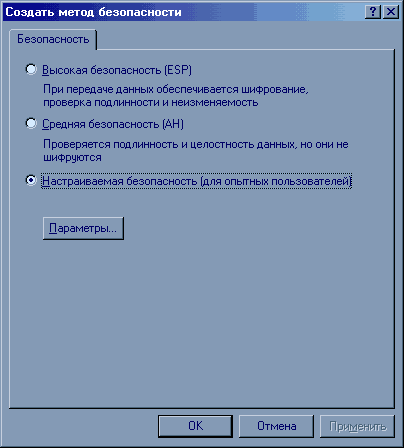 Создать метод безопасности
Безопасность
Высокая безопасность (ESP)
При передаче данных обеспечивается шифрование,
проверка подлинности и неизменяемость
Средняя безопасность (AH)
Проверяется подлинность и целостность данных, но они не
шифруются
Настраиваемая безопасность (для опытных пользователей)
Параметры...
OK
Отмена
Применить